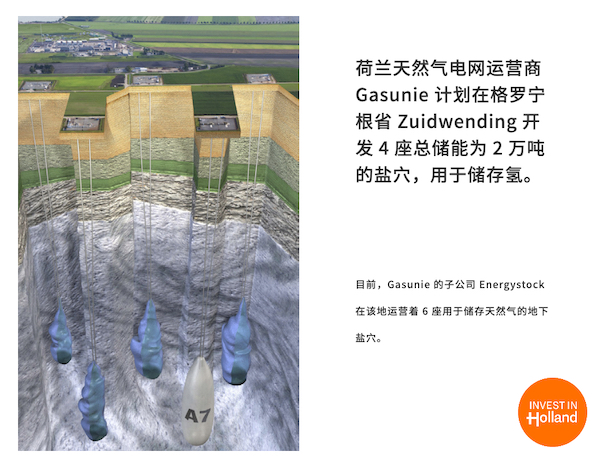 荷兰天然气电网运营商
Gasunie 计划在格罗宁
根省 Zuidwending 开
发 4 座总储能为 2 万吨
的盐穴，用于储存氢。
目前，Gasunie 的子公司 Energystock
在该地运营着 6 座用于储存天然气的地下
盐穴。
A7
INVEST IN
Holland